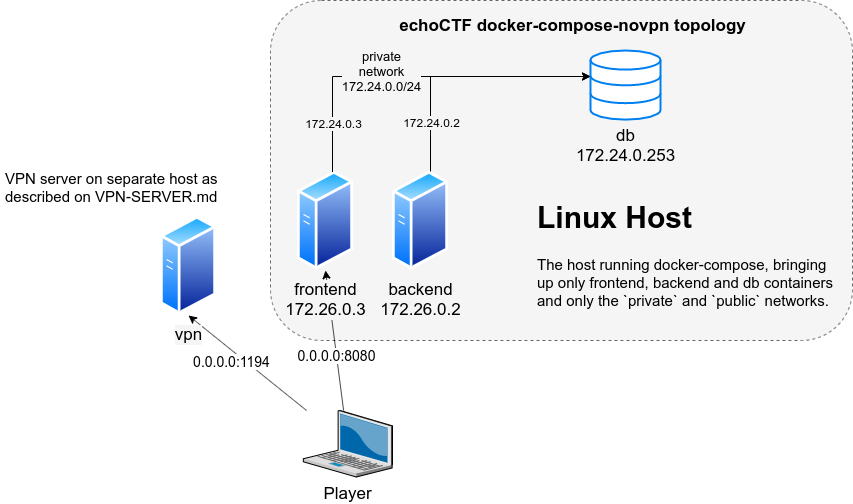 echoCTF docker-compose-novpn topology
private
network
172.24.0.0/24
172.24.0.3
172.24.0.2
db
172.24.0.253
VPN server on separate host as
described on VPN-SERVER.md
Linux Host
The host running docker-compose, bringing
up only frontend, backend and db containers
and only the `private` and `public` networks.
frontend
172.26.0.3
backend
172.26.0.2
vpn
0.0.0.0:1194
0.0.0.0:8080
Player